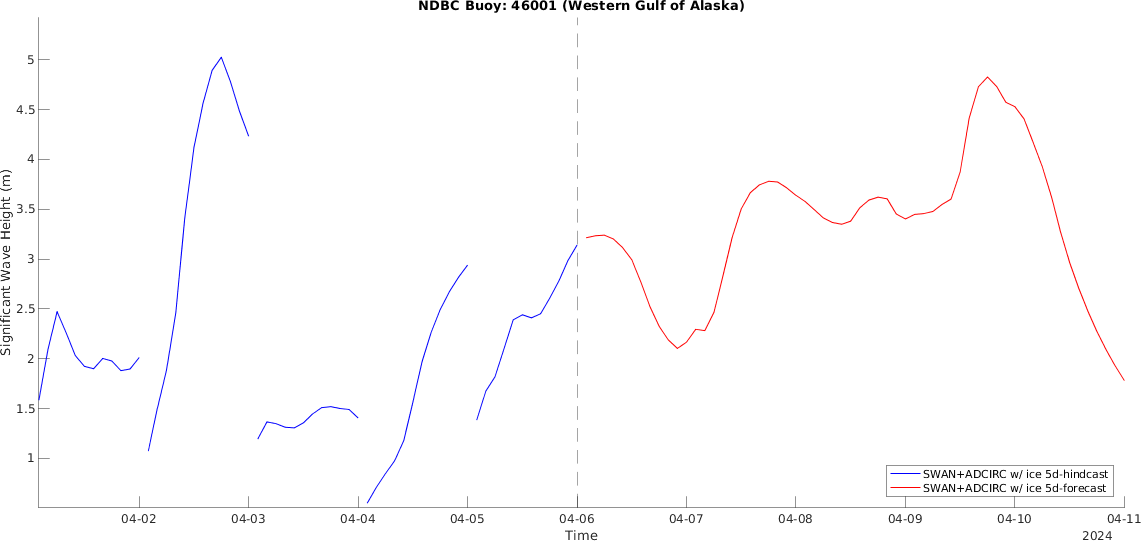 NDBC Buoy: 46001 (Western Gulf of Alaska)
5
4.5
4
3.5
3
2.5
2
1.5
1
Significant Wave Height (m)
SWAN+ADCIRC w/ ice 5d-hindcast
SWAN+ADCIRC w/ ice 5d-forecast
04-02 04-03 04-04 04-05 04-06 04-07 04-08 04-09 04-10 04-11
Time
2024